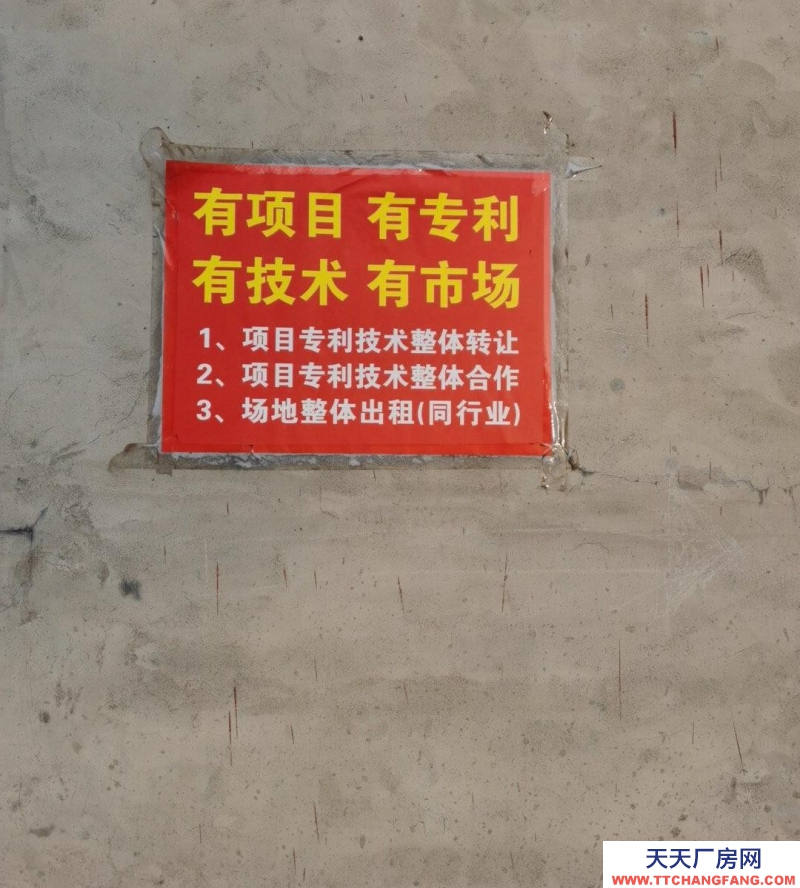 有项目 有专利
有技术 有市场
1、项目专利技术整体转让
2、项目专利技术整体合作
3、场地整体出租(同行业)
天天厂房网
WWW.TTCHANGFANG.COM